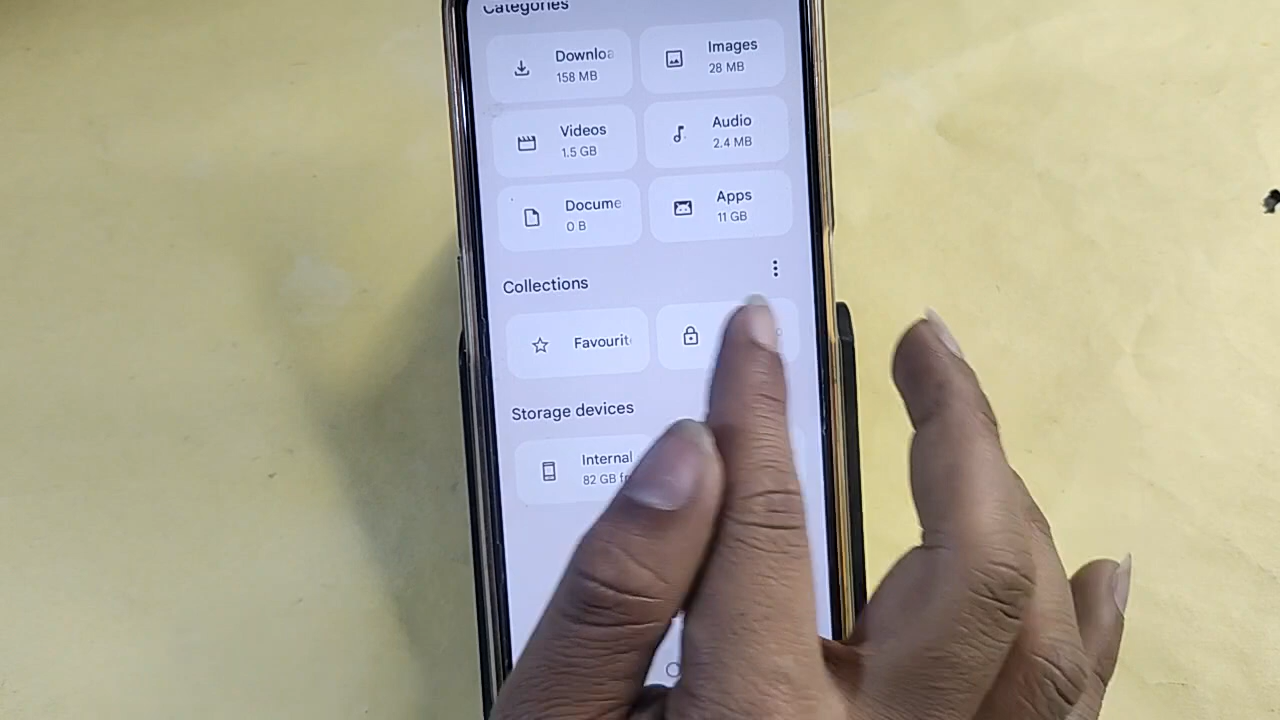 Categories
Downloa
158 MB
Images
28 MB
Videos
1.5 GB
Audio
2.4 MB
Docume
0 B
Apps
11 GB
Collections
Favourit
Storage devices
Internal
82 GB fr